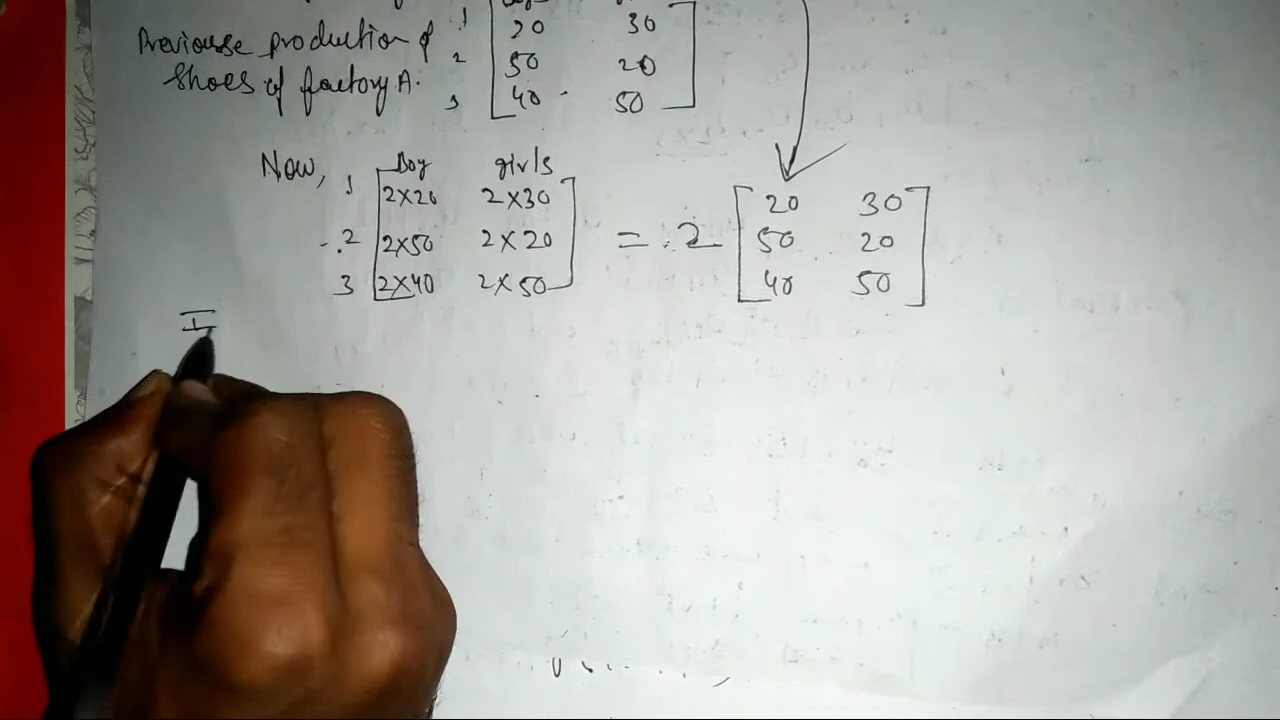 1 20 30
Previouse production of 2 50 20
Shoes of factory A. 3 40 50
Now, Boy girls
1 2×20 2×30
2 2×50 2×20 = 2
3 2×40 2×50
20 30
50 20
40 50
I